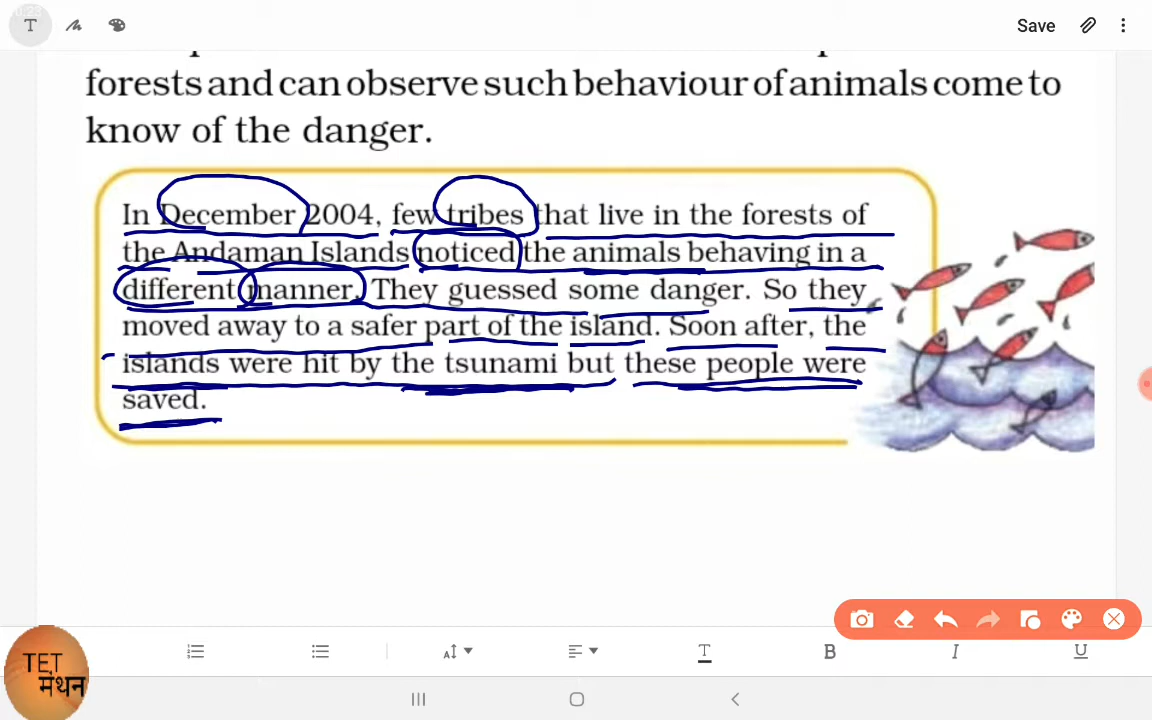 Save
forests and can observe such behaviour of animals come to
know of the danger.
In December 2004, few tribes that live in the forests of
the Andaman Islands noticed the animals behaving in a
different manner. They guessed some danger. So they
moved away to a safer part of the island. Soon after, the
islands were hit by the tsunami but these people were
saved.
TET
मंथन